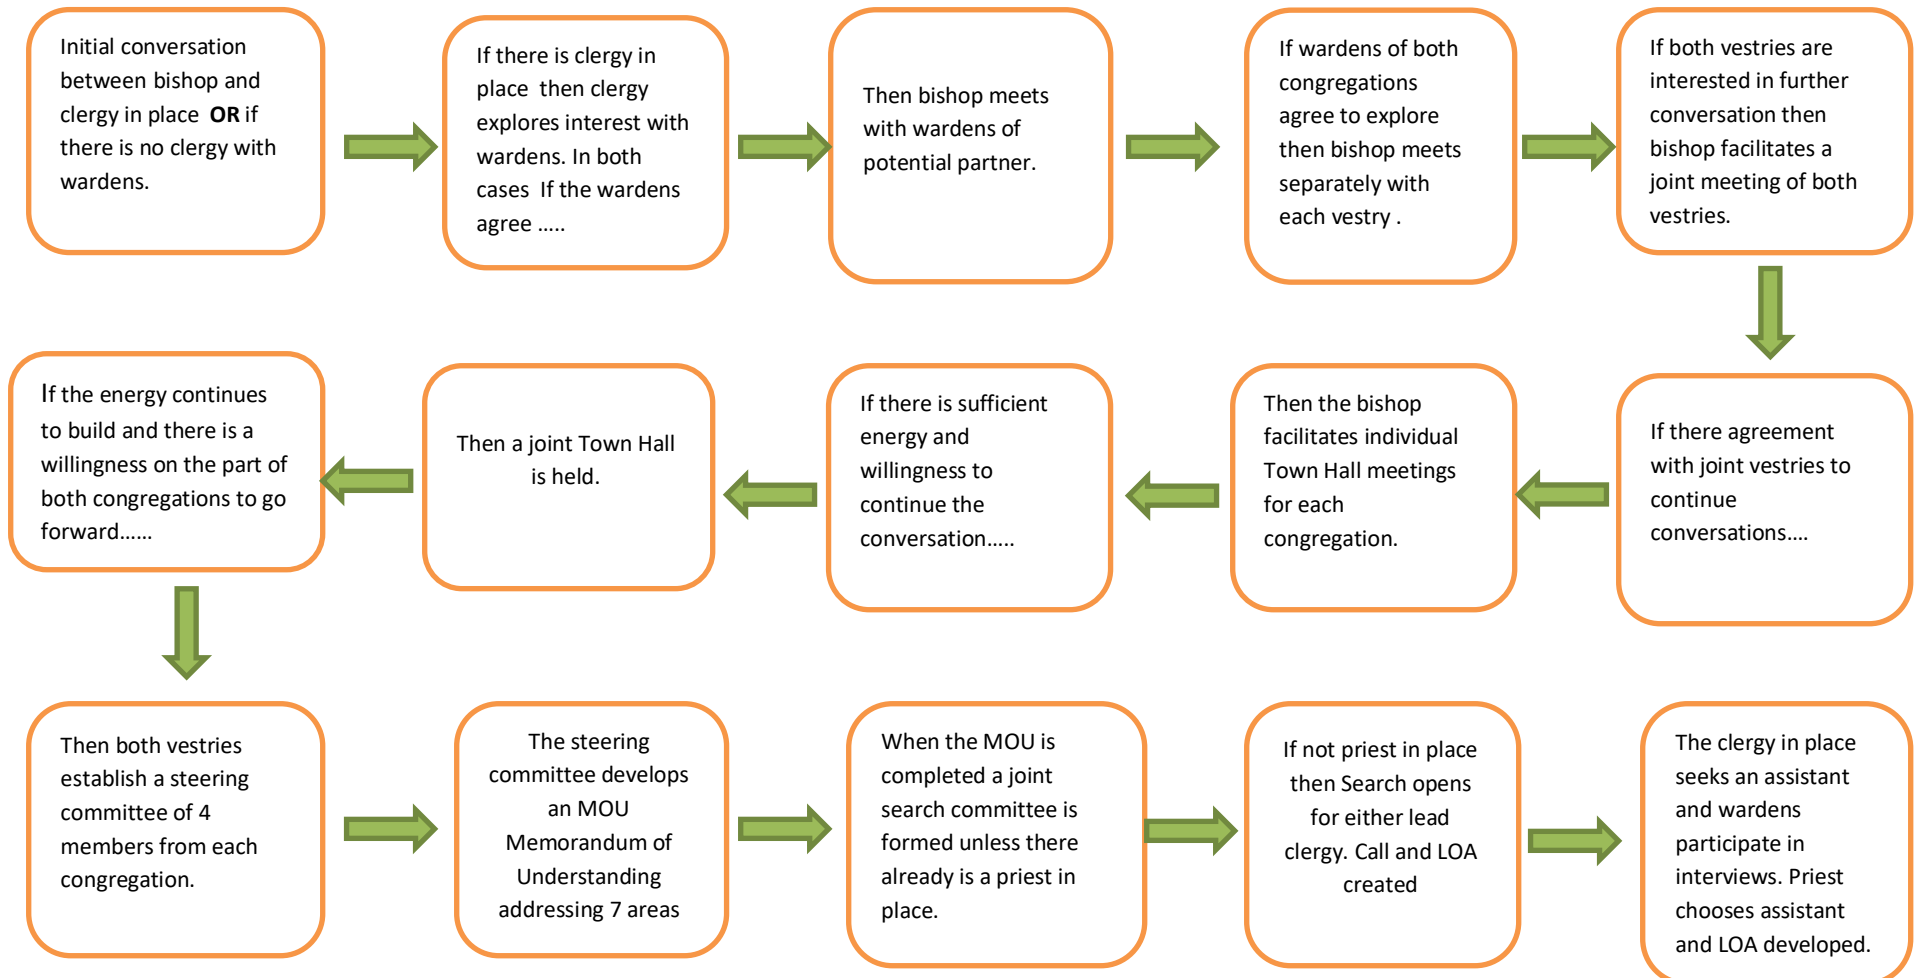 Initial conversation
between bishop and
clergy in place OR if
there is no clergy with
wardens.
If there is clergy in
place then clergy
explores interest with
wardens. In both
cases If the wardens
agree .....
Then bishop meets
with wardens of
potential partner.
If wardens of both
congregations
agree to explore
then bishop meets
separately with
each vestry .
If both vestries are
interested in further
conversation then
bishop facilitates a
joint meeting of both
vestries.
If there agreement
with joint vestries to
continue
conversations....
Then the bishop
facilitates individual
Town Hall meetings
for each
congregation.
If there is sufficient
energy and
willingness to
continue the
conversation.....
Then a joint Town Hall
is held.
If the energy continues
to build and there is a
willingness on the part of
both congregations to go
forward......
Then both vestries
establish a steering
committee of 4
members from each
congregation.
The steering
committee develops
an MOU
Memorandum of
Understanding
addressing 7 areas
When the MOU is
completed a joint
search committee is
formed unless there
already is a priest in
place.
If not priest in place
then Search opens
for either lead
clergy. Call and LOA
created
The clergy in place
seeks an assistant
and wardens
participate in
interviews. Priest
chooses assistant
and LOA developed.